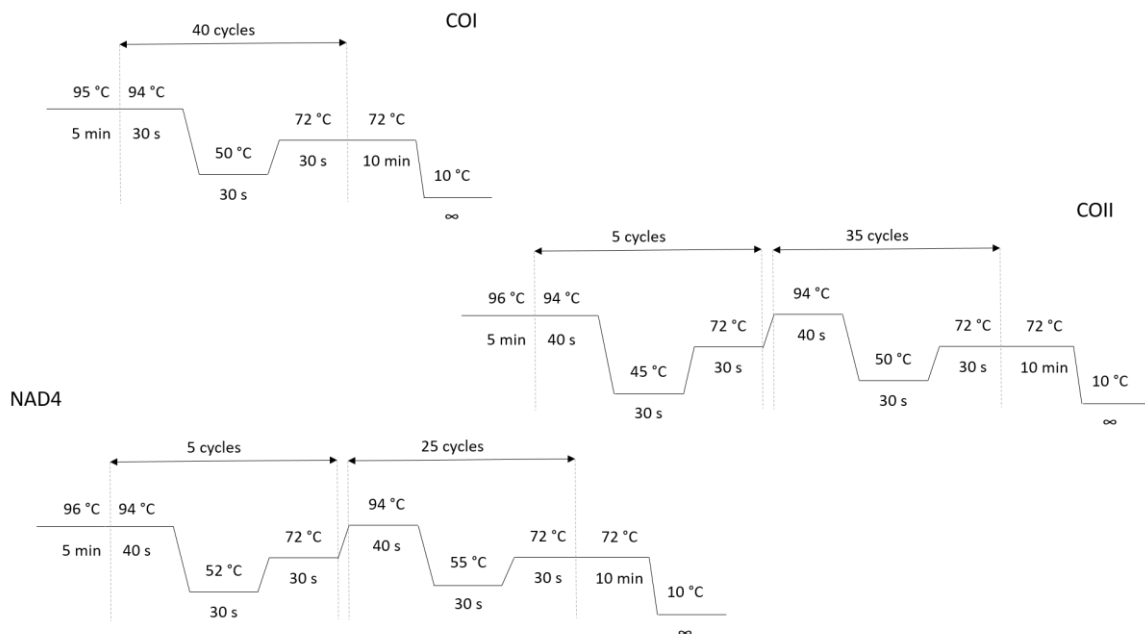 COI
40 cycles
95 °C 94 °C
72 °C 72 °C
5 min 30 s
50 °C
30 s 10 min
30 s
10 °C
∞
COII
5 cycles 35 cycles
96 °C 94 °C
94 °C
72 °C
72 °C 72 °C
5 min 40 s
40 s
45 °C
30 s
50 °C
30 s 10 min
30 s
30 s
10 °C
∞
NAD4
5 cycles 25 cycles
96 °C 94 °C
94 °C
72 °C
72 °C 72 °C
5 min 40 s
40 s
52 °C
30 s
55 °C
30 s 10 min
30 s
30 s
10 °C
∞